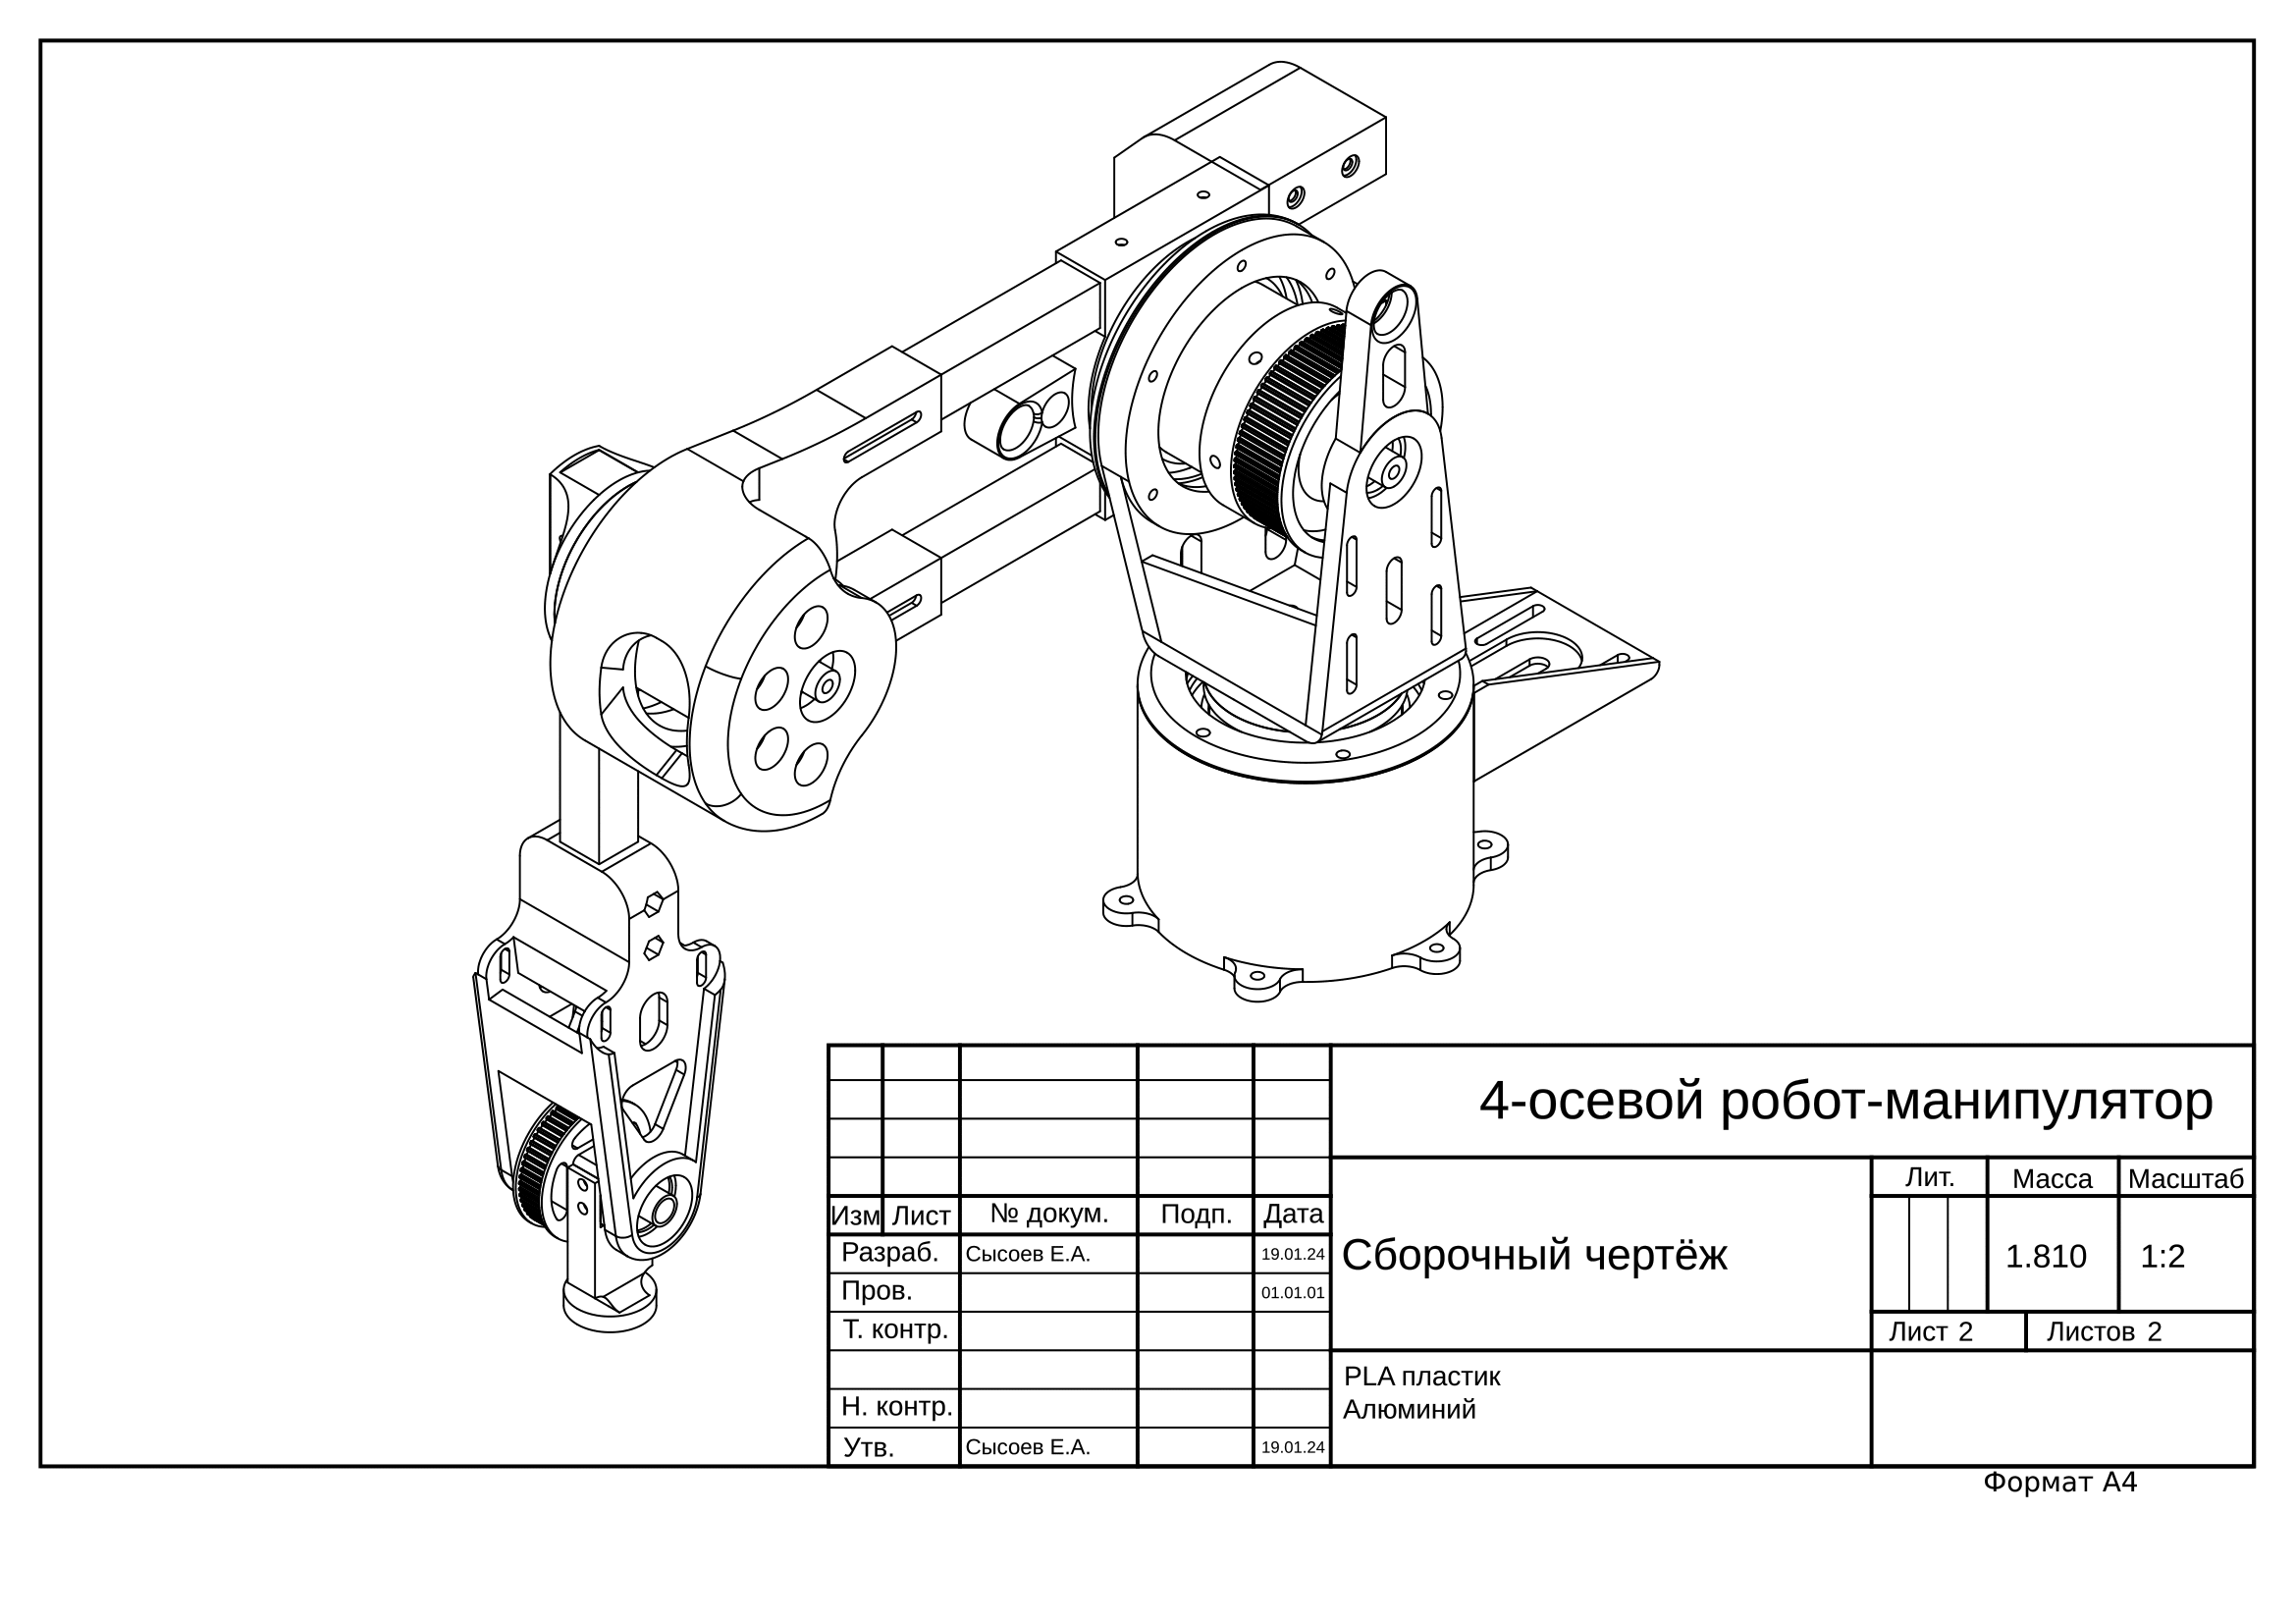 4-осевой робот-манипулятор
Лит. Масса Масштаб
Изм Лист № докум. Подп. Дата
Разраб. Сысоев Е.А. 19.01.24
Сборочный чертёж
1.810 1:2
Пров. 01.01.01
Т. контр.
Лист 2 Листов 2
PLA пластик
Алюминий
Н. контр.
Утв. Сысоев Е.А. 19.01.24
Формат А4